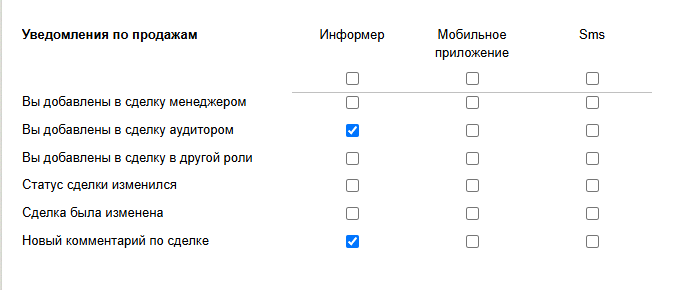 Уведомления по продажам Информер Мобильное приложение Sms
Вы добавлены в сделку менеджером
Вы добавлены в сделку аудитором
Вы добавлены в сделку в другой роли
Статус сделки изменился
Сделка была изменена
Новый комментарий по сделке